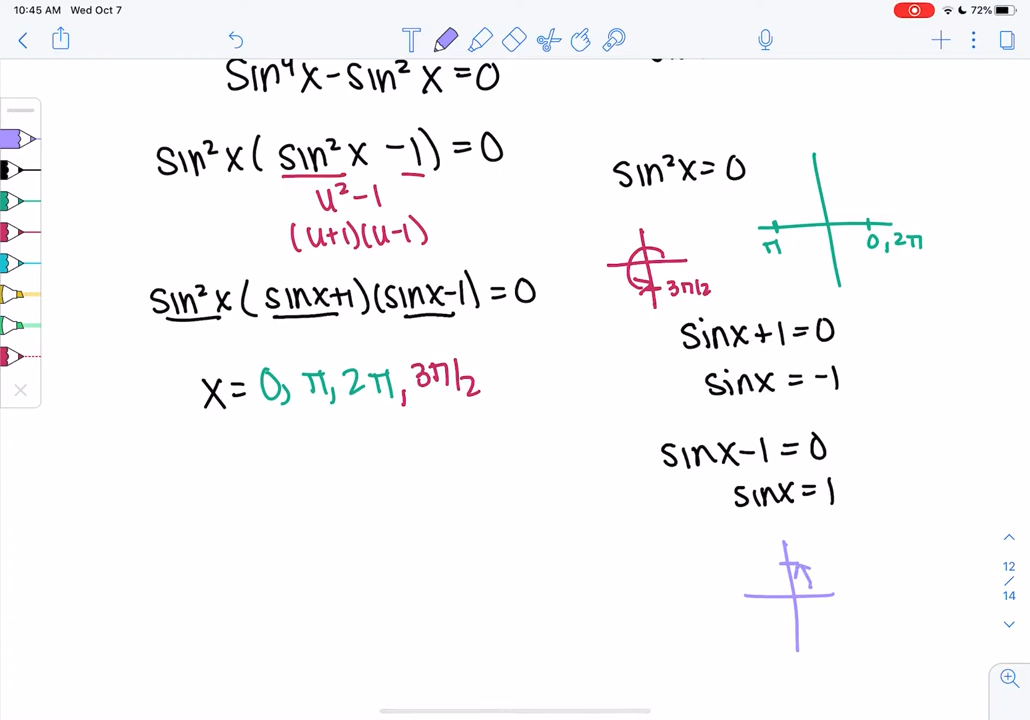 10:45 AM Wed Oct 7
72%
sin⁴x - sin²x = 0
sin²x ( sin²x - 1 ) = 0
u² - 1
(u+1)(u-1)
sin²x ( sinx+1)(sinx-1) = 0
x = 0, π, 2π, 3π/2
sin²x = 0
π 0, 2π
3π/2
sinx + 1 = 0
sinx = -1
sinx - 1 = 0
sinx = 1
12
/
14